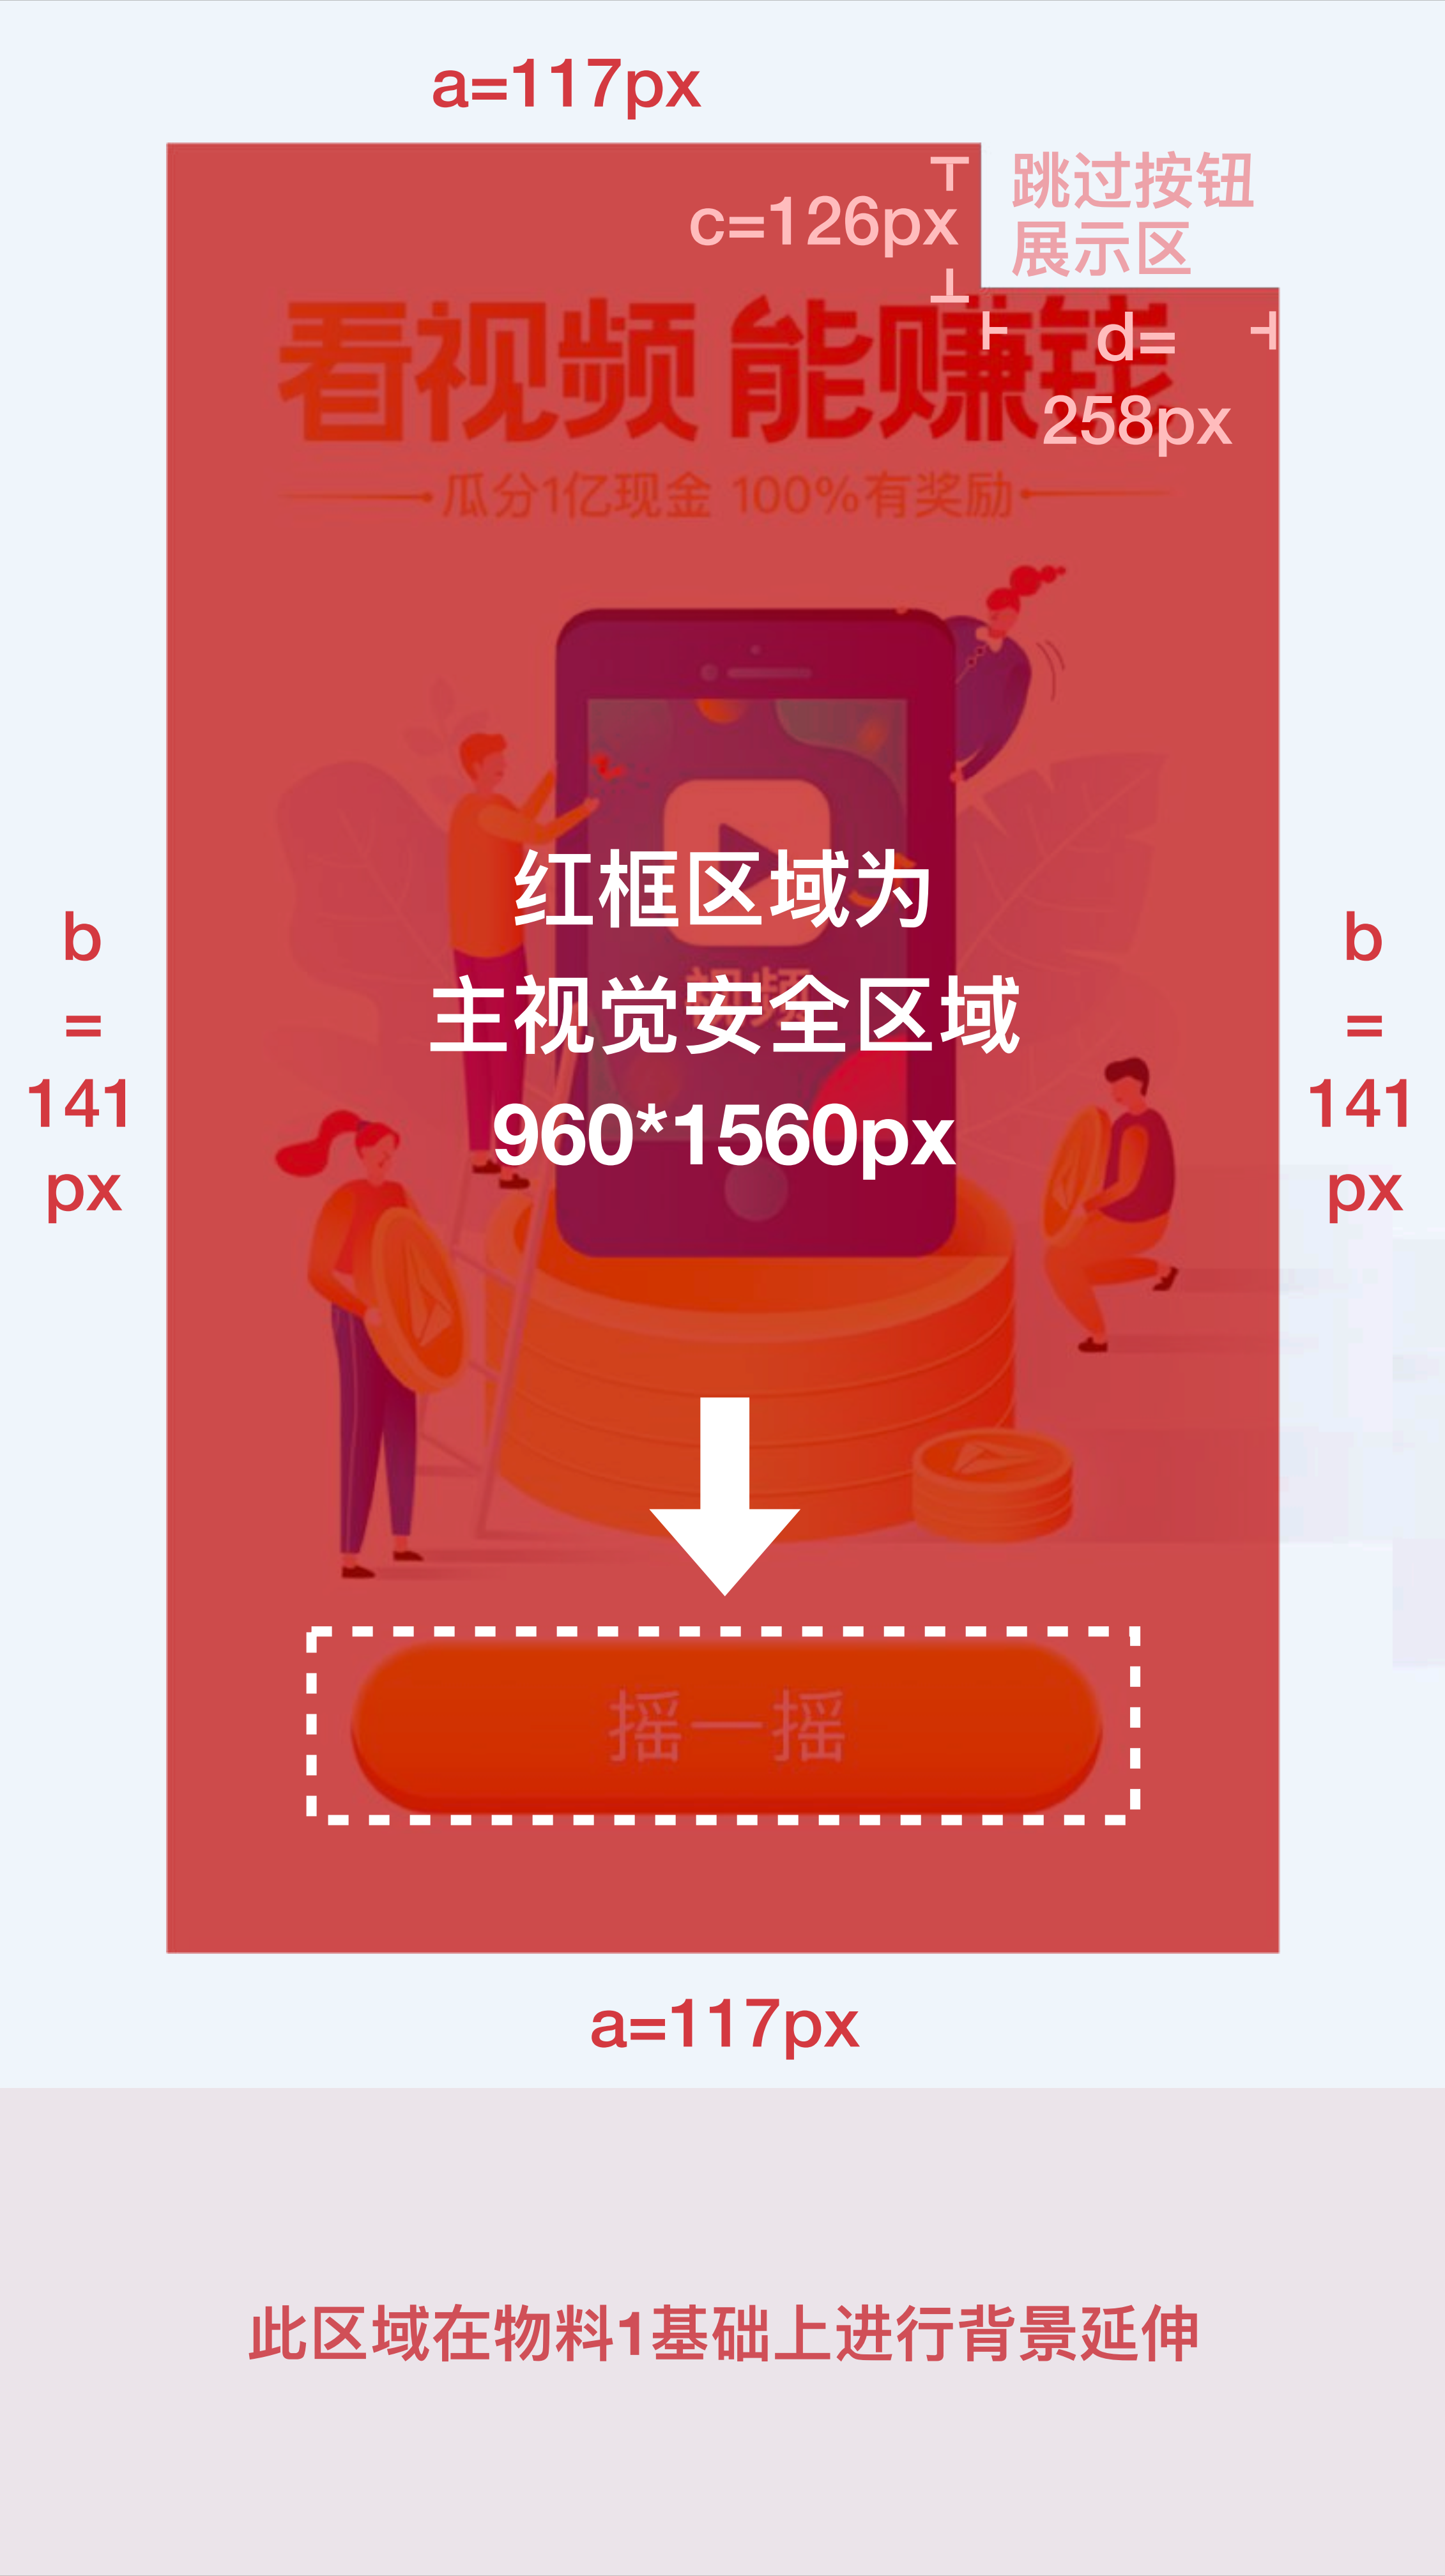 a=117px
跳过按钮
展示区
c=126px
看视频 能赚钱
d=
258px
瓜分1亿现金 100%有奖励
红框区域为
视频
主视觉安全区域
960*1560px
b
=
141
px
b
=
141
px
摇一摇
a=117px
此区域在物料1基础上进行背景延伸